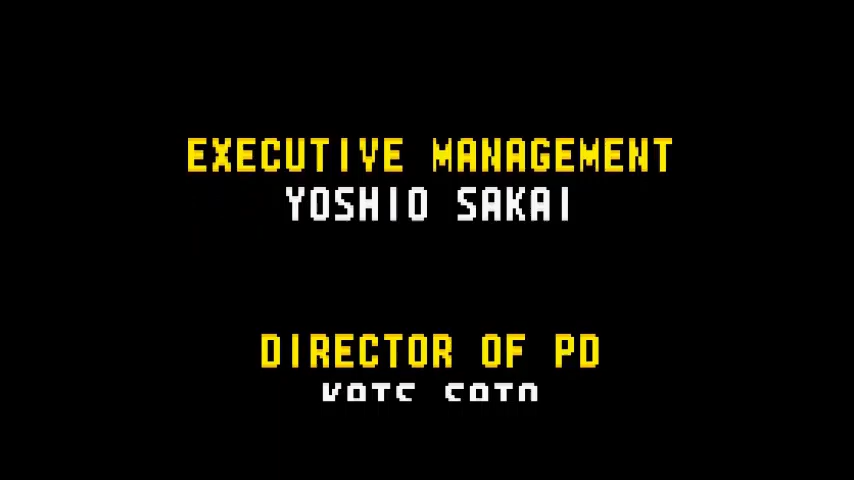 EXECUTIVE MANAGEMENT
YOSHIO SAKAI
DIRECTOR OF PD